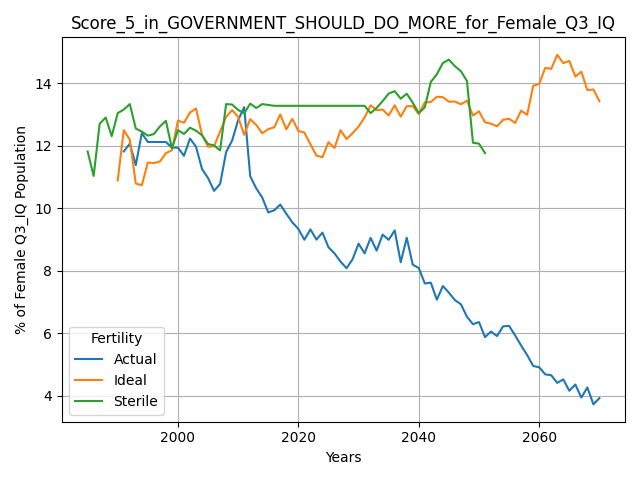 Score_5_in_GOVERNMENT_SHOULD_DO_MORE_for_Female_Q3_IQ
% of Female Q3_IQ Population
14
12
10
8
6
4
Fertility
Actual
Ideal
Sterile
2000
2020
2040
2060
Years